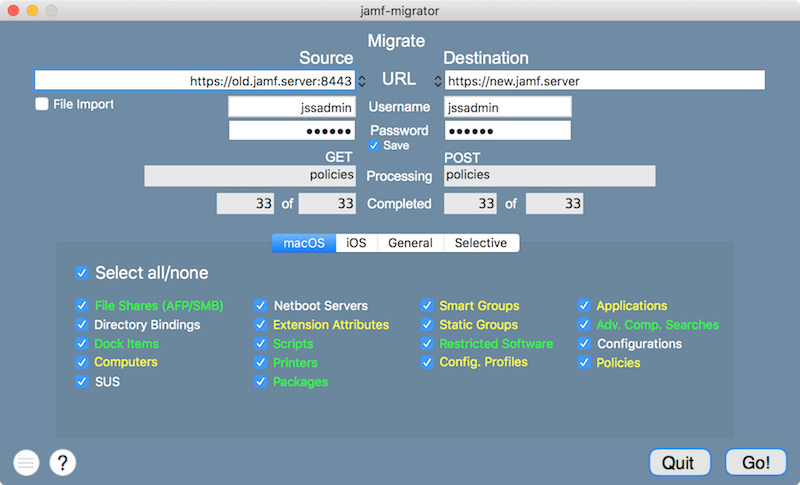 jamf-migrator
Migrate
Source Destination
https://old.jamf.server:8443 URL https://new.jamf.server
File Import jssadmin Username jssadmin
•••••• Password ••••••
Save
GET POST
policies Processing policies
33 of 33 Completed 33 of 33
macOS iOS General Selective
Select all/none
File Shares (AFP/SMB) Netboot Servers Smart Groups Applications
Directory Bindings Extension Attributes Static Groups Adv. Comp. Searches
Dock Items Scripts Restricted Software Configurations
Computers Printers Config. Profiles Policies
SUS Packages
? Quit Go!